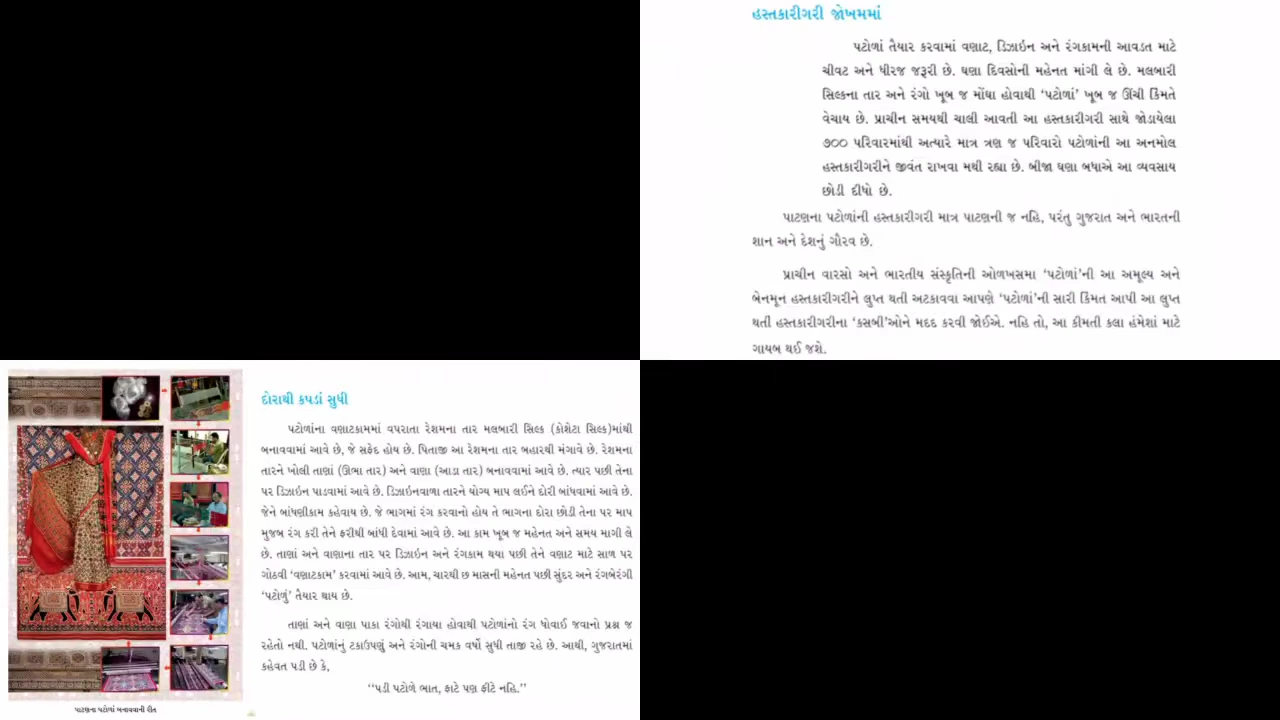 હસ્તકારીગરી જોખમમાં
પટોળાં તૈયાર કરવામાં વણાટ, ડિઝાઇન અને રંગકામની આવડત માટે
ચીવટ અને ધીરજ જરૂરી છે. ઘણા દિવસોની મહેનત માંગી લે છે. મલબારી
સિલ્કના તાર અને રંગો ખૂબ જ મોંઘા હોવાથી ‘પટોળાં’ ખૂબ જ ઊંચી કિંમતે
વેચાય છે. પ્રાચીન સમયથી ચાલી આવતી આ હસ્તકારીગરી સાથે જોડાયેલા
૭૦૦ પરિવારમાંથી અત્યારે માત્ર ત્રણ જ પરિવારો પટોળાંની આ અનમોલ
હસ્તકારીગરીને જીવંત રાખવા મથી રહ્યા છે. બીજા ઘણા બધાએ આ વ્યવસાય
છોડી દીધો છે.
પાટણના પટોળાંની હસ્તકારીગરી માત્ર પાટણની જ નહિ, પરંતુ ગુજરાત અને ભારતની
શાન અને દેશનું ગૌરવ છે.
પ્રાચીન વારસો અને ભારતીય સંસ્કૃતિની ઓળખસમા ‘પટોળાં’ની આ અમૂલ્ય અને
બેનમૂન હસ્તકારીગરીને લુપ્ત થતી અટકાવવા આપણે ‘પટોળાં’ની સારી કિંમત આપી આ લુપ્ત
થતી હસ્તકારીગરીના ‘કસબી’ઓને મદદ કરવી જોઈએ. નહિ તો, આ કીમતી કલા હંમેશાં માટે
ગાયબ થઈ જશે.
દોરાથી કપડાં સુધી
પટોળાંના વણાટકામમાં વપરાતા રેશમના તાર મલબારી સિલ્ક (કોશેટા સિલ્ક)માંથી
બનાવવામાં આવે છે, જે સફેદ હોય છે. પિતાજી આ રેશમના તાર બહારથી મંગાવે છે. રેશમના
તારને ખોલી તાણાં (ઊભા તાર) અને વાણા (આડા તાર) બનાવવામાં આવે છે. ત્યાર પછી તેના
પર ડિઝાઇન પાડવામાં આવે છે. ડિઝાઇનવાળા તારને યોગ્ય માપ લઈને દોરી બાંધવામાં આવે છે.
જેને બાંધણીકામ કહેવાય છે. જે ભાગમાં રંગ કરવાનો હોય તે ભાગના દોરા છોડી તેના પર માપ
મુજબ રંગ કરી તેને ફરીથી બાંધી દેવામાં આવે છે. આ કામ ખૂબ જ મહેનત અને સમય માગી લે
છે. તાણાં અને વાણાના તાર પર ડિઝાઇન અને રંગકામ થયા પછી તેને વણાટ માટે સાળ પર
ગોઠવી ‘વણાટકામ’ કરવામાં આવે છે. આમ, ચારથી છ માસની મહેનત પછી સુંદર અને રંગબેરંગી
‘પટોળું’ તૈયાર થાય છે.
તાણાં અને વાણા પાકા રંગોથી રંગાયા હોવાથી પટોળાંનો રંગ ધોવાઈ જવાનો પ્રશ્ન જ
રહેતો નથી. પટોળાંનું ટકાઉપણું અને રંગોની ચમક વર્ષો સુધી તાજી રહે છે. આથી, ગુજરાતમાં
કહેવત પડી છે કે,
‘‘પડી પટોળે ભાત, ફાટે પણ ફીટે નહિ.’’
પાટણના પટોળાં બનાવવાની રીત